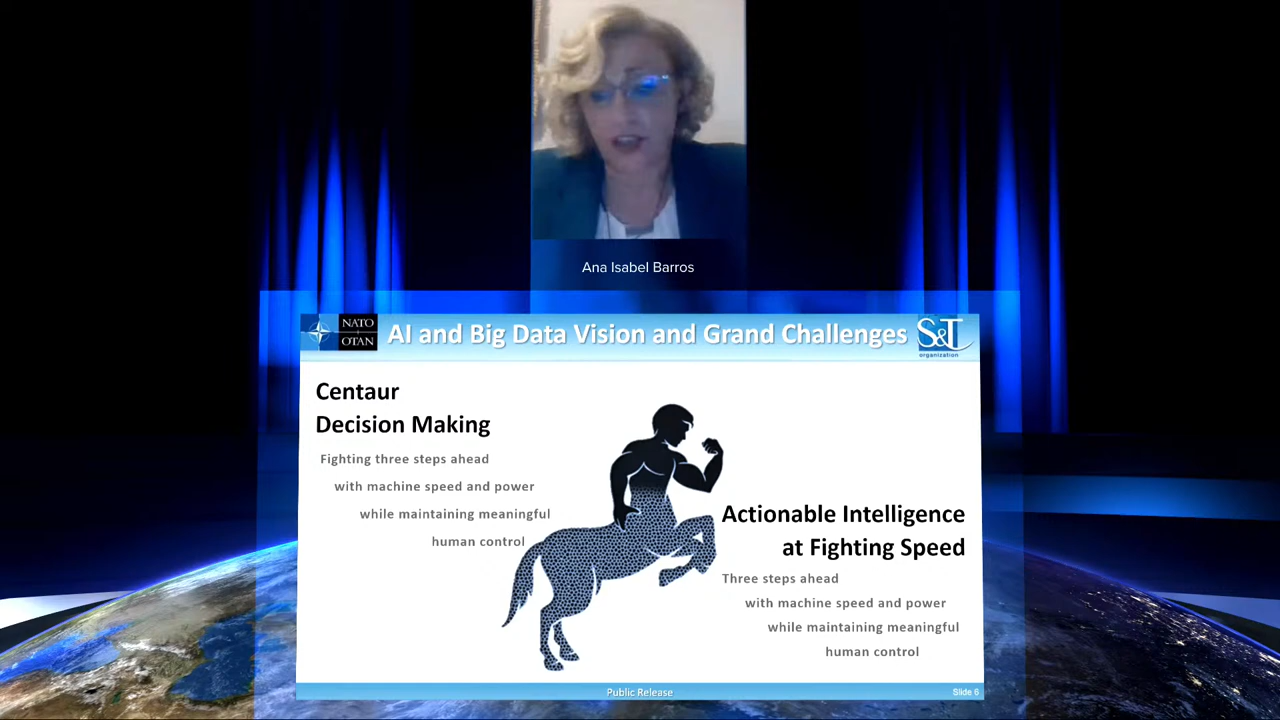 Ana Isabel Barros
NATO
OTAN
AI and Big Data Vision and Grand Challenges
S&T
organization
Centaur
Decision Making
Fighting three steps ahead
with machine speed and power
while maintaining meaningful
human control
Actionable Intelligence
at Fighting Speed
Three steps ahead
with machine speed and power
while maintaining meaningful
human control
Public Release
Slide 6